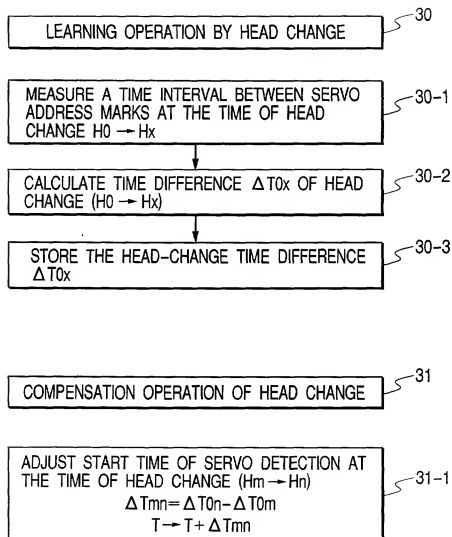 30
LEARNING OPERATION BY HEAD CHANGE
MEASURE A TIME INTERVAL BETWEEN SERVO
ADDRESS MARKS AT THE TIME OF HEAD
CHANGE H0 → Hx
30-1
CALCULATE TIME DIFFERENCE ΔT0x OF HEAD
CHANGE (H0 → Hx)
30-2
STORE THE HEAD-CHANGE TIME DIFFERENCE
ΔT0x
30-3
31
COMPENSATION OPERATION OF HEAD CHANGE
ADJUST START TIME OF SERVO DETECTION AT
THE TIME OF HEAD CHANGE (Hm → Hn)
ΔTmn=ΔT0n-ΔT0m
T→T+ΔTmn
31-1